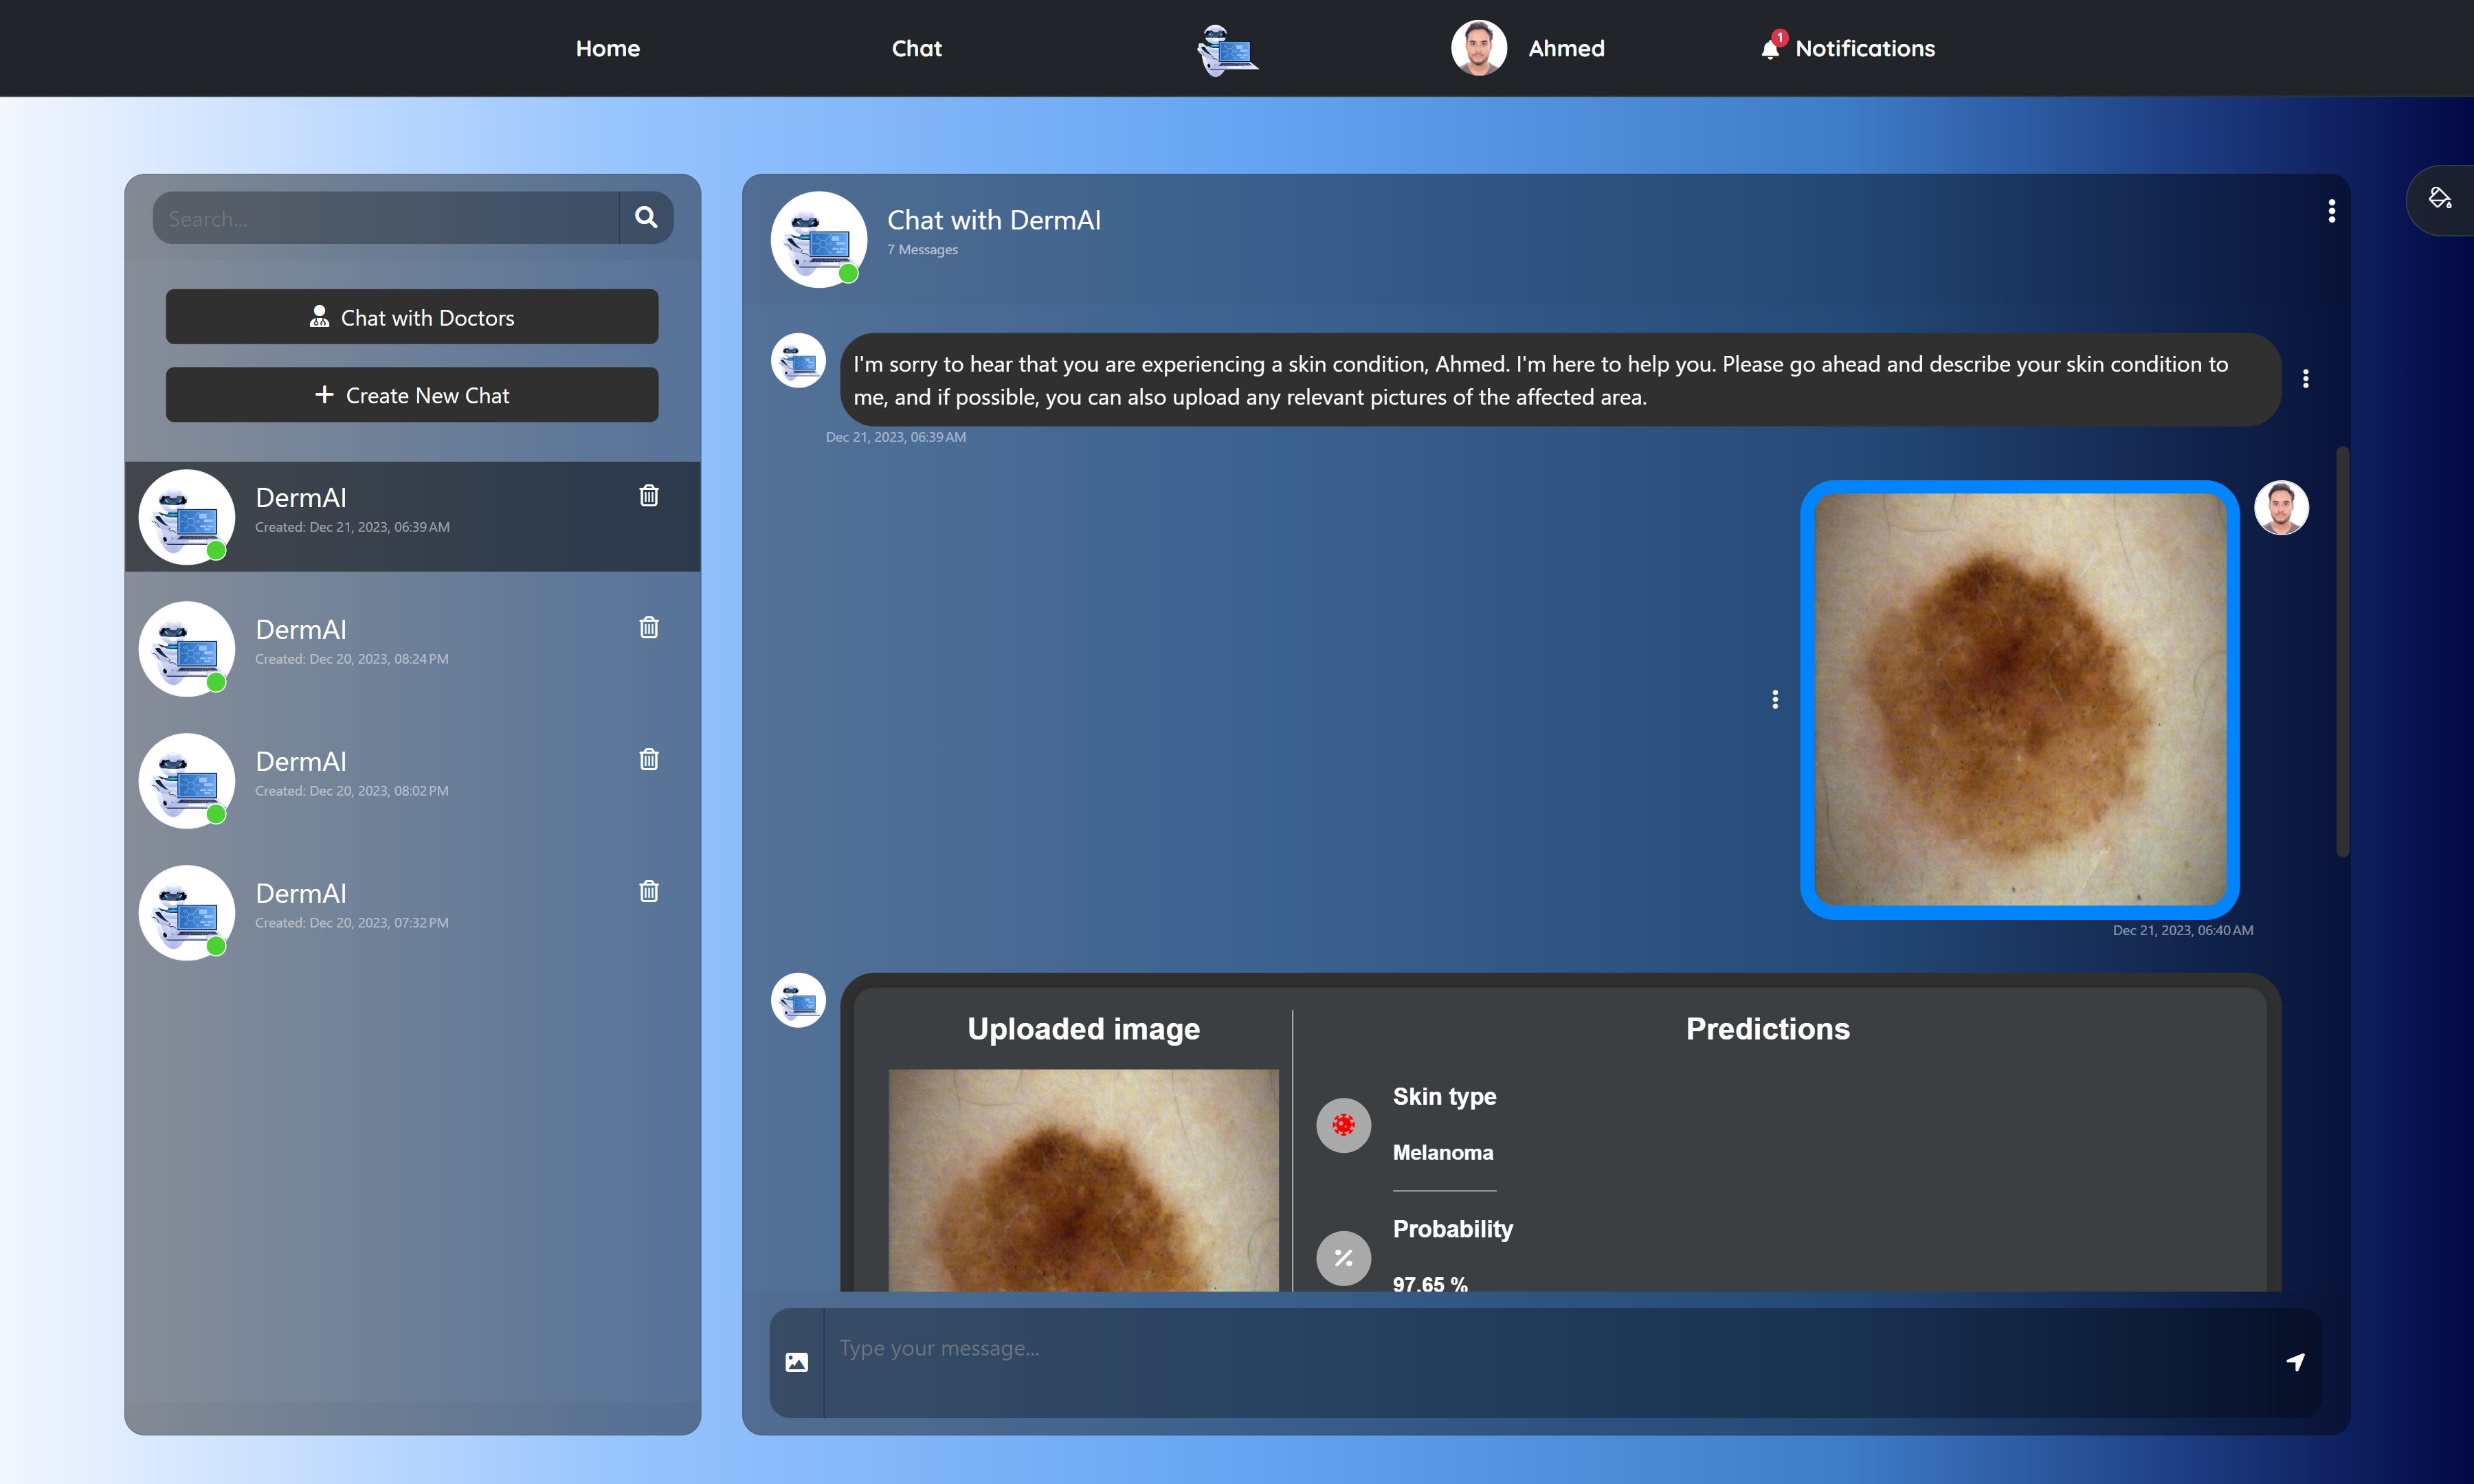 Home
Chat
Ahmed
1
Notifications
Search...
Chat with Doctors
Create New Chat
DermAI
Created: Dec 21, 2023, 06:39 AM
DermAI
Created: Dec 20, 2023, 08:24 PM
DermAI
Created: Dec 20, 2023, 08:02 PM
DermAI
Created: Dec 20, 2023, 07:32 PM
Chat with DermAI
7 Messages
I'm sorry to hear that you are experiencing a skin condition, Ahmed. I'm here to help you. Please go ahead and describe your skin condition to
me, and if possible, you can also upload any relevant pictures of the affected area.
Dec 21, 2023, 06:39 AM
Dec 21, 2023, 06:40 AM
Uploaded image
Predictions
Skin type
Melanoma
Probability
97.65 %
Type your message...